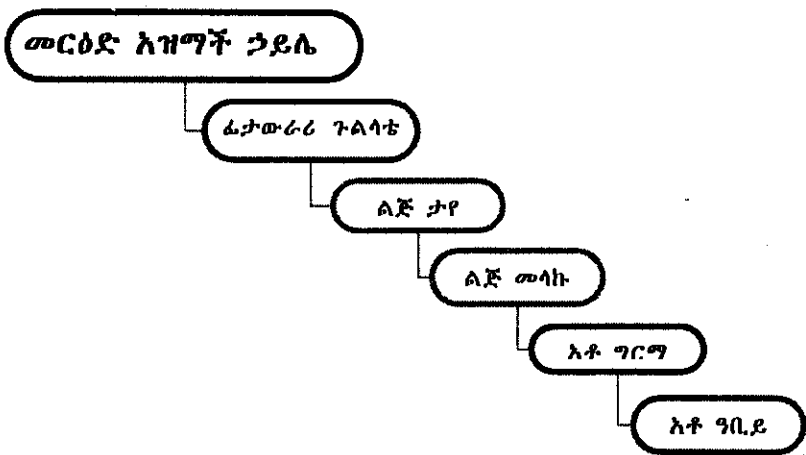 መርዕድ አዝማች ኃይሌ
ፊታውራሪ ጉልላቴ
ልጅ ታየ
ልጅ መላኩ
አቶ ግርማ
አቶ ዓቢይ